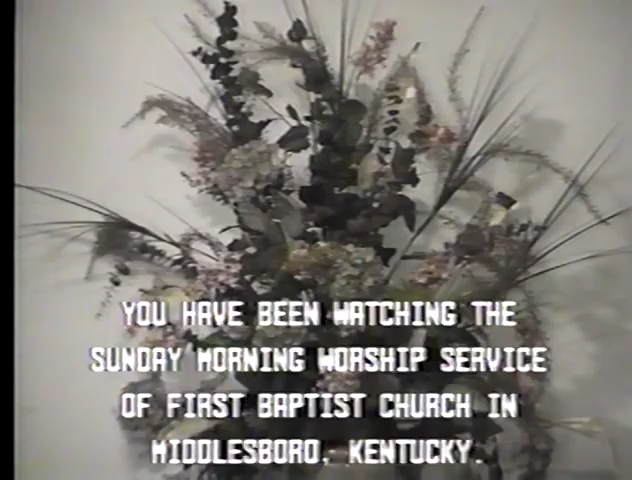 YOU HAVE BEEN WATCHING THE
SUNDAY MORNING WORSHIP SERVICE
OF FIRST BAPTIST CHURCH IN
MIDDLESBORO, KENTUCKY.